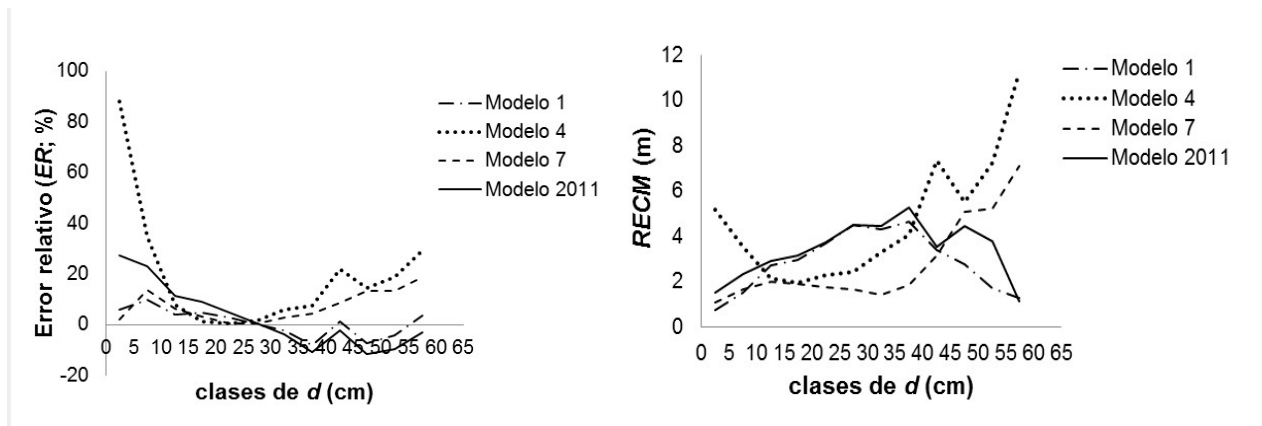 100
80
60
40
20
0
-20
Error relativo (ER; %)
0 5 10 15 20 25 30 35 40 45 50 55 60 65
clases de d (cm)
Modelo 1
Modelo 4
Modelo 7
Modelo 2011
12
10
8
6
4
2
0
RECM (m)
0 5 10 15 20 25 30 35 40 45 50 55 60 65
clases de d (cm)
Modelo 1
Modelo 4
Modelo 7
Modelo 2011